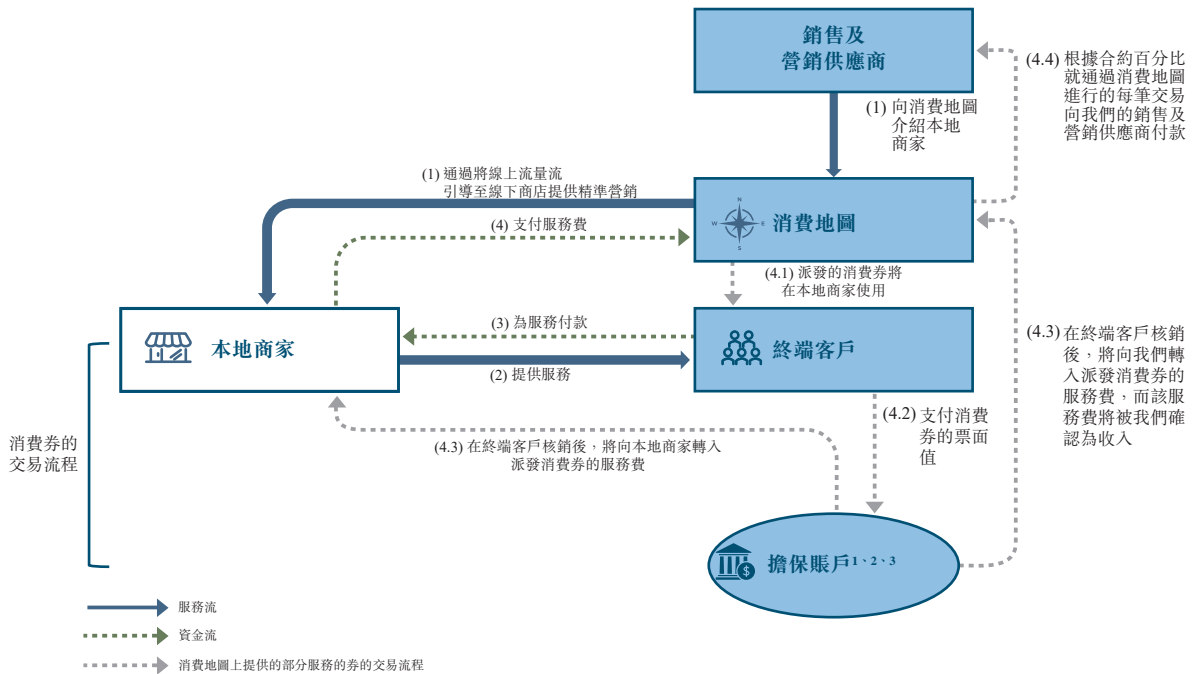 銷售及
營銷供應商
(4.4) 根據合約百分比
就通過消費地圖
進行的每筆交易
向我們的銷售及
營銷供應商付款
(1) 向消費地圖
介紹本地
商家
(1) 通過將線上流量流
引導至線下商店提供精準營銷
(4) 支付服務費
N
W
E
S
消費地圖
(4.1) 派發的消費券將
在本地商家使用
本地商家
(3) 為服務付款
(2) 提供服務
終端客戶
(4.3) 在終端客戶核銷
後，將向我們轉
入派發消費券的
服務費，而該服
務費將被我們確
認為收入
(4.2) 支付消費
券的票面
值
消費券的
交易流程
(4.3) 在終端客戶核銷後，將向本地商家轉入
派發消費券的服務費
$
擔保賬戶1、2、3
服務流
資金流
消費地圖上提供的部分服務的券的交易流程